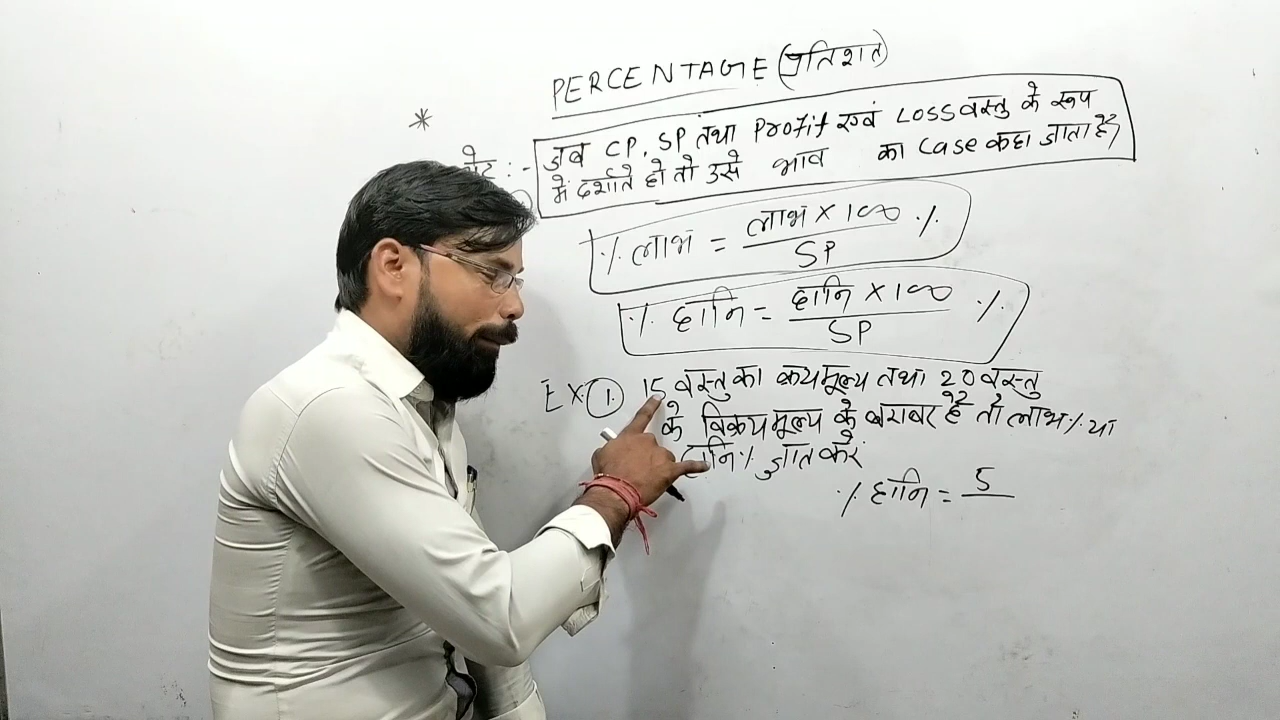 PERCENTAGE (प्रतिशत)
*
नोट :- जब CP, SP तथा Profit एवं LOSS वस्तु के रूप
में दर्शाते हो तो उसे भाव का Case कहा जाता है
% लाभ = लाभ × 100 / SP %
% हानि = हानि × 100 / SP %
EX. 1. 15 वस्तु का क्रयमूल्य तथा 20 वस्तु
के विक्रयमूल्य के बराबर है तो लाभ % या
हानि % ज्ञात करें
% हानि = 5